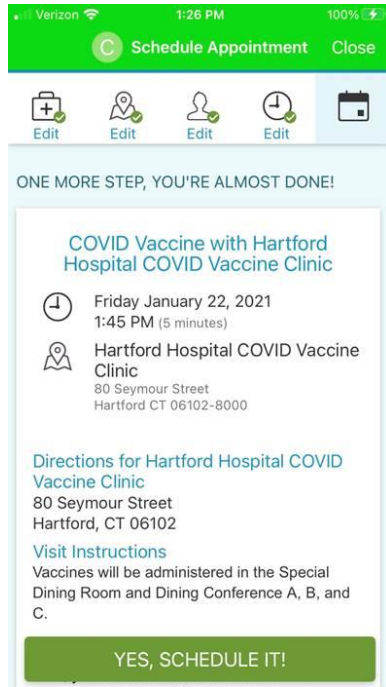 Verizon 1:26 PM 100%
C Schedule Appointment Close
Edit Edit Edit Edit
ONE MORE STEP, YOU'RE ALMOST DONE!
COVID Vaccine with Hartford
Hospital COVID Vaccine Clinic
Friday January 22, 2021
1:45 PM (5 minutes)
Hartford Hospital COVID Vaccine
Clinic
80 Seymour Street
Hartford CT 06102-8000
Directions for Hartford Hospital COVID
Vaccine Clinic
80 Seymour Street
Hartford, CT 06102
Visit Instructions
Vaccines will be administered in the Special
Dining Room and Dining Conference A, B, and
C.
YES, SCHEDULE IT!